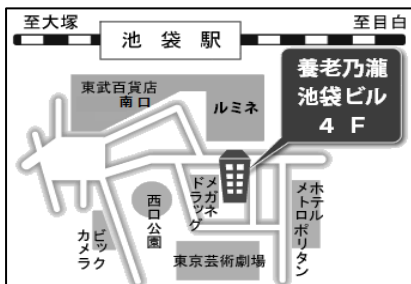 至大塚
至目白
池袋駅
養老乃瀧
池袋ビル
4 F
東武百貨店
南口
ルミネ
メガネ
ドラッグ
西口公園
ビック
カメラ
ホテル
メトロポリタン
東京芸術劇場